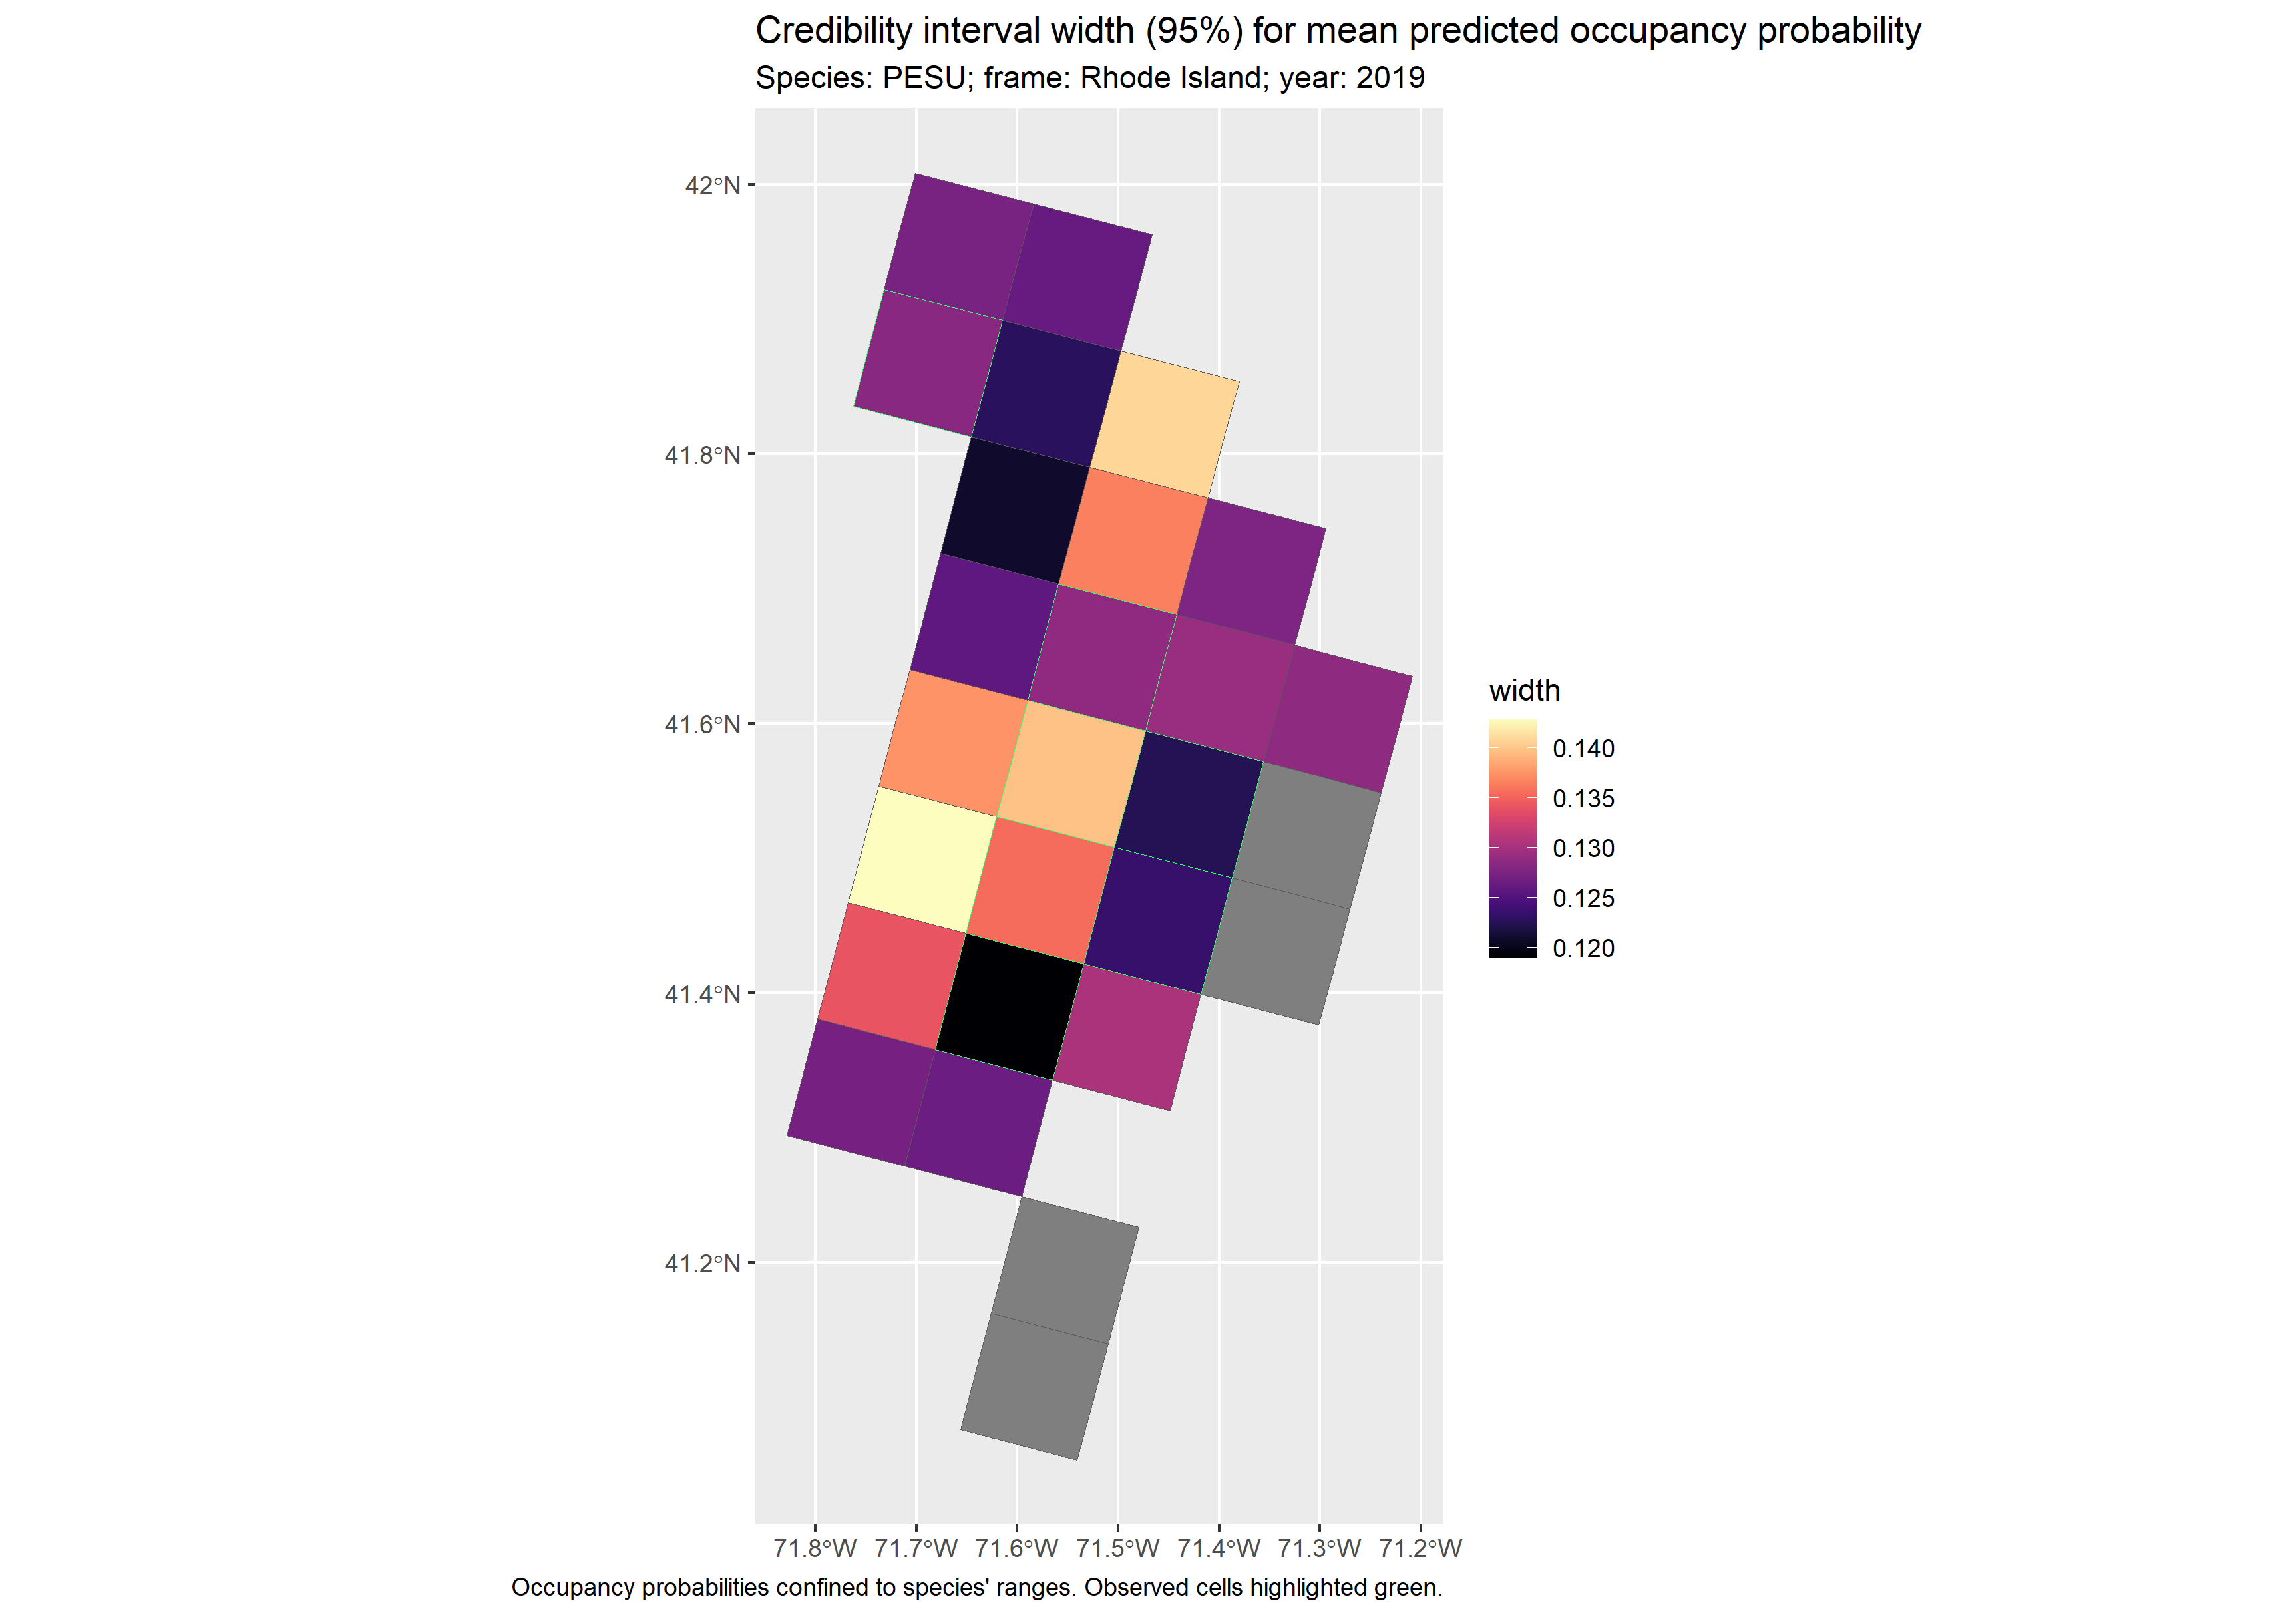 Credibility interval width (95%) for mean predicted occupancy probability
Species: PESU; frame: Rhode Island; year: 2019
42°N
41.8°N
41.6°N
41.4°N
41.2°N
width
0.140
0.135
0.130
0.125
0.120
71.8°W 71.7°W 71.6°W 71.5°W 71.4°W 71.3°W 71.2°W
Occupancy probabilities confined to species' ranges. Observed cells highlighted green.